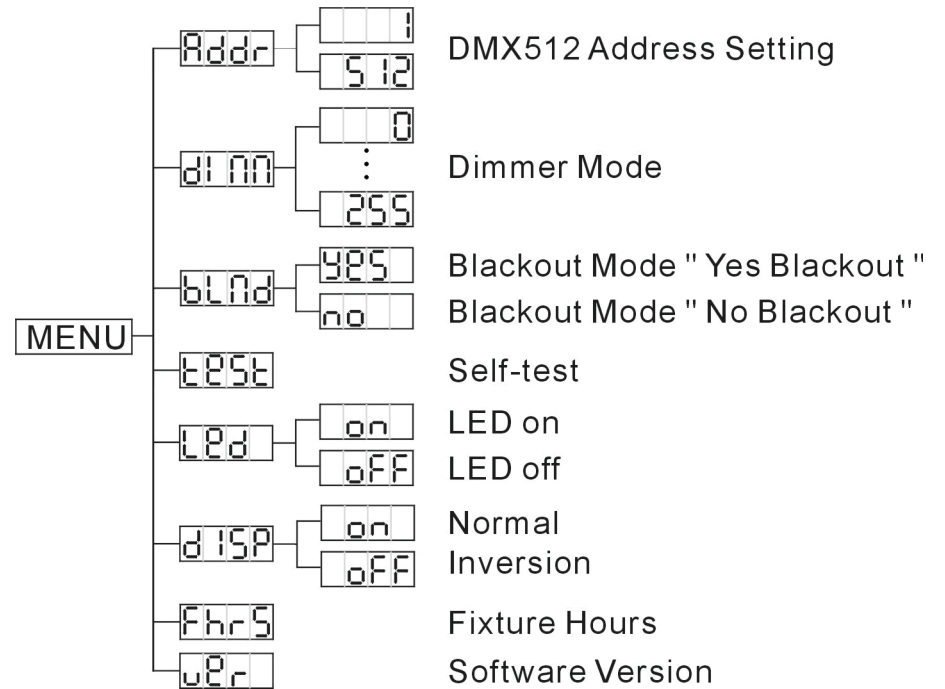 Addr
1
512
DMX512 Address Setting
dimm
0
255
Dimmer Mode
bLnd
yes
Blackout Mode " Yes Blackout "
no
Blackout Mode " No Blackout "
MENU
test
Self-test
Led
on
LED on
oFF
LED off
dISP
on
Normal
oFF
Inversion
FhrS
Fixture Hours
ver
Software Version